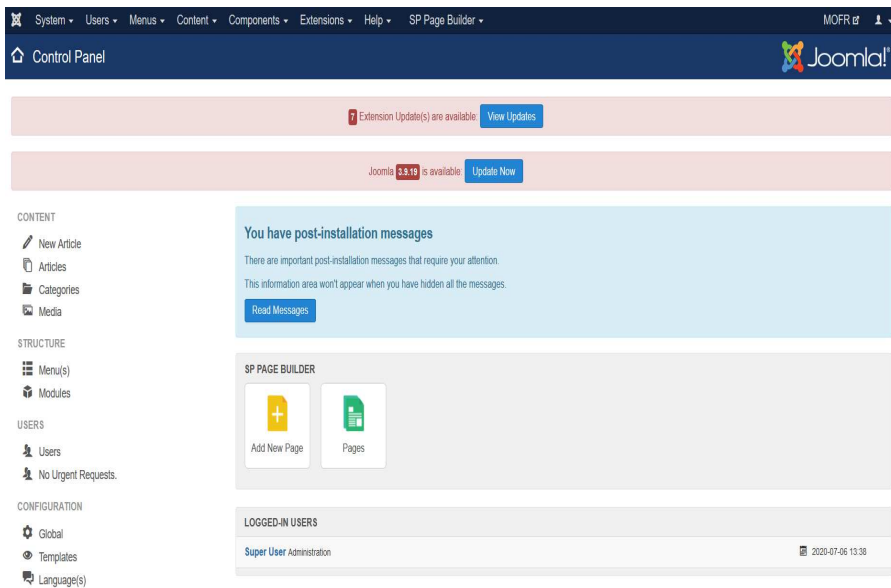 System Users Menus Content Components Extensions Help SP Page Builder MOFR
Control Panel Joomla!
7 Extension Update(s) are available: View Updates
Joomla 3.9.19 is available: Update Now
CONTENT
New Article
Articles
Categories
Media
STRUCTURE
Menu(s)
Modules
USERS
Users
No Urgent Requests.
CONFIGURATION
Global
Templates
Language(s)
You have post-installation messages
There are important post-installation messages that require your attention.
This information area won't appear when you have hidden all the messages.
Read Messages
SP PAGE BUILDER
Add New Page Pages
LOGGED-IN USERS
Super User Administration 2020-07-06 13:38